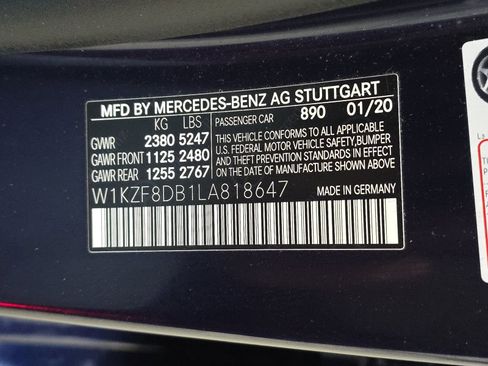 MFD BY MERCEDES-BENZ AG STUTTGART
KG LBS PASSENGER CAR 890 01/20
GVWR 2380 5247
GAWR FRONT 1125 2480
GAWR REAR 1255 2767
THIS VEHICLE CONFORMS TO ALL APPLICABLE
U.S. FEDERAL MOTOR VEHICLE SAFETY,BUMPER
AND THEFT PREVENTION STANDARDS IN EFFECT
ON THE DATE OF MANUFACTURE SHOWN ABOVE
W1KZF8DB1LA818647
MADE IN GERMANY